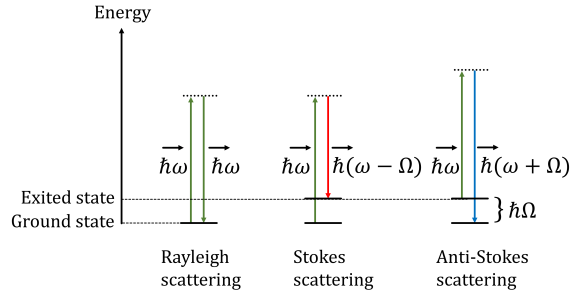 Energy
ħω
ħω
ħω
ħ(ω − Ω)
ħω
ħ(ω + Ω)
Exited state
Ground state
} ħΩ
Rayleigh
scattering
Stokes
scattering
Anti-Stokes
scattering